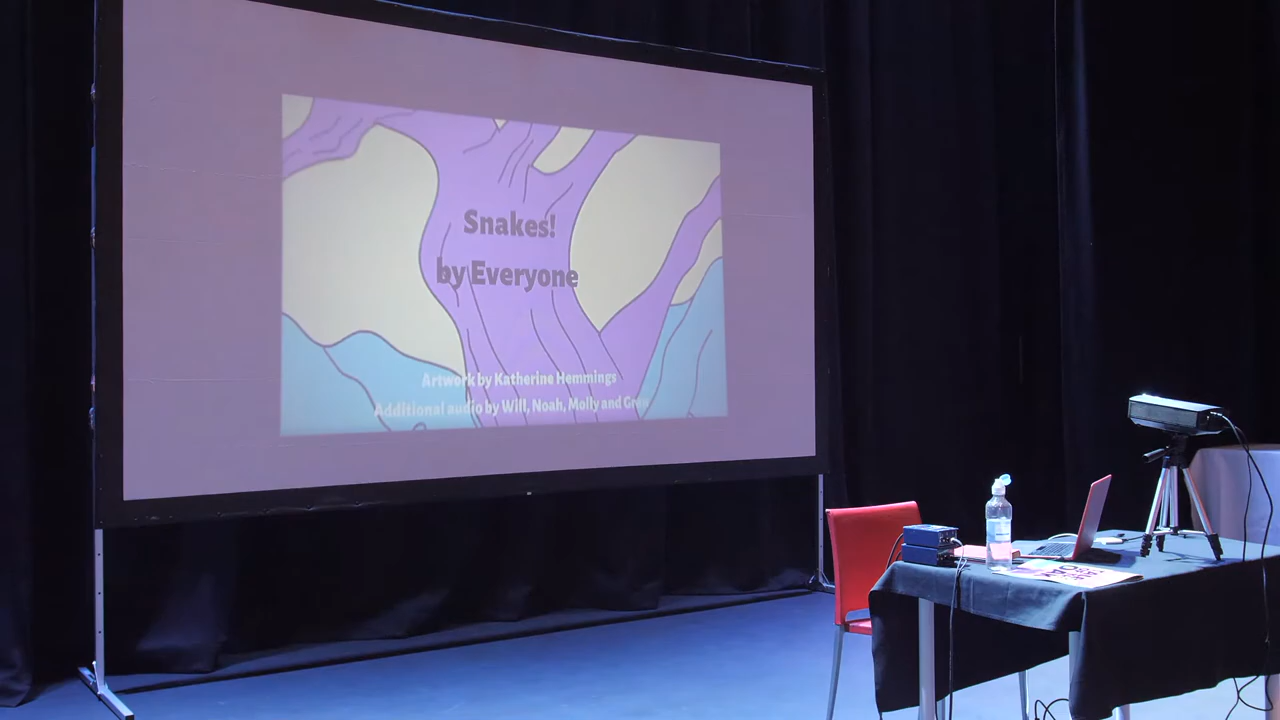 Snakes!
by Everyone
Artwork by Katherine Hemmings
Additional audio by Will, Noah, Molly and